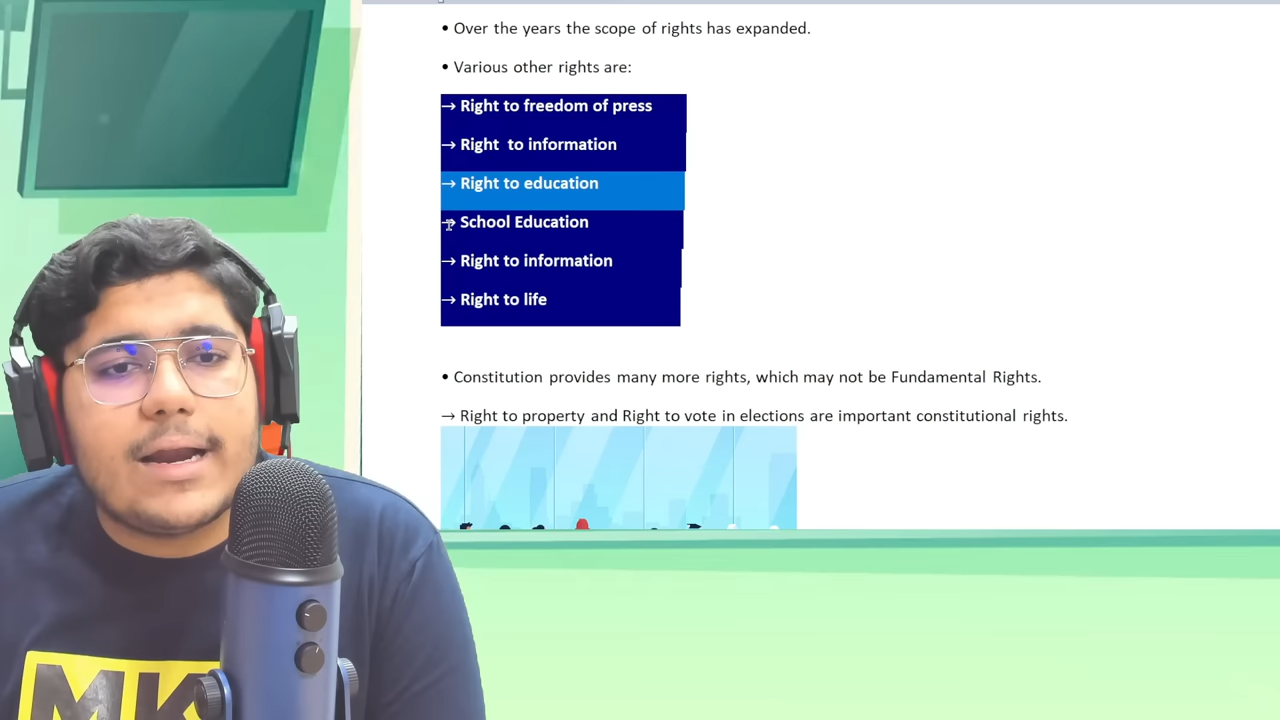 • Over the years the scope of rights has expanded.
• Various other rights are:
→ Right to freedom of press
→ Right to information
→ Right to education
→ School Education
→ Right to information
→ Right to life
• Constitution provides many more rights, which may not be Fundamental Rights.
→ Right to property and Right to vote in elections are important constitutional rights.
MK